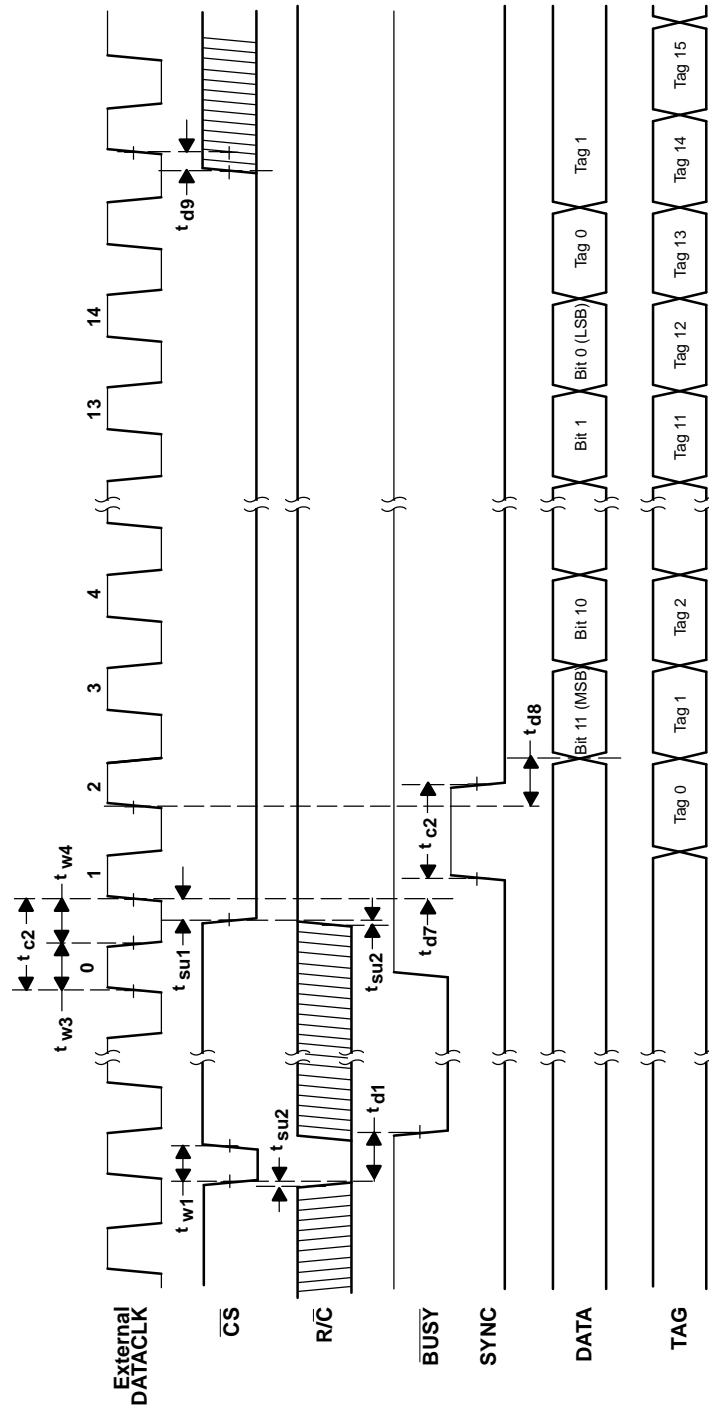 External
DATACLK
0
1
2
3
4
13
14
t w3
t c2
t w4
CS
t w1
t su1
t d9
R/C
t su2
t su2
BUSY
t d1
t d7
t c2
SYNC
t d8
DATA
Bit 11 (MSB)
Bit 10
Bit 1
Bit 0 (LSB)
Tag 0
Tag 1
TAG
Tag 0
Tag 1
Tag 2
Tag 11
Tag 12
Tag 13
Tag 14
Tag 15